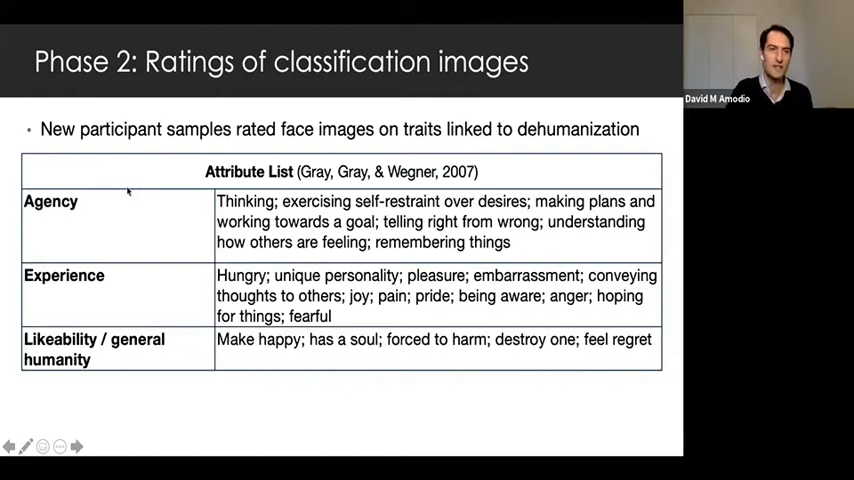 Phase 2: Ratings of classification images
David M Amodio
• New participant samples rated face images on traits linked to dehumanization
Attribute List (Gray, Gray, & Wegner, 2007)
Agency
Thinking; exercising self-restraint over desires; making plans and
working towards a goal; telling right from wrong; understanding
how others are feeling; remembering things
Experience
Hungry; unique personality; pleasure; embarrassment; conveying
thoughts to others; joy; pain; pride; being aware; anger; hoping
for things; fearful
Likeability / general
humanity
Make happy; has a soul; forced to harm; destroy one; feel regret